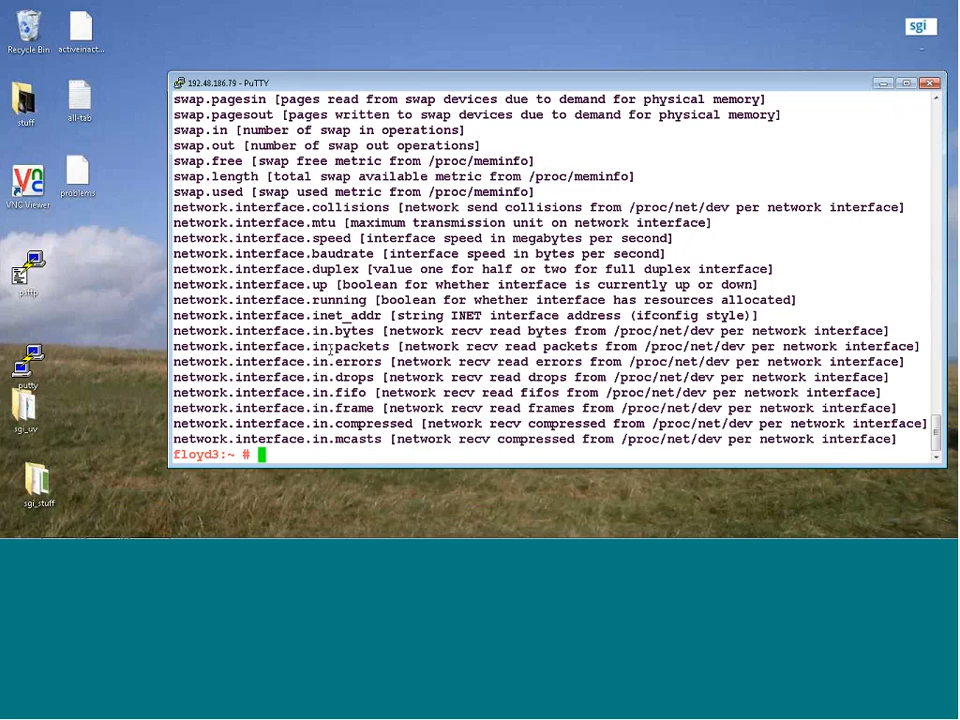 Recycle Bin
activeinact...
sgi
stuff
all-tab
VNC Viewer
problems
psftp
putty
sgi_uv
sgi_stuff
192.48.186.79 - PuTTY
swap.pagesin [pages read from swap devices due to demand for physical memory]
swap.pagesout [pages written to swap devices due to demand for physical memory]
swap.in [number of swap in operations]
swap.out [number of swap out operations]
swap.free [swap free metric from /proc/meminfo]
swap.length [total swap available metric from /proc/meminfo]
swap.used [swap used metric from /proc/meminfo]
network.interface.collisions [network send collisions from /proc/net/dev per network interface]
network.interface.mtu [maximum transmission unit on network interface]
network.interface.speed [interface speed in megabytes per second]
network.interface.baudrate [interface speed in bytes per second]
network.interface.duplex [value one for half or two for full duplex interface]
network.interface.up [boolean for whether interface is currently up or down]
network.interface.running [boolean for whether interface has resources allocated]
network.interface.inet_addr [string INET interface address (ifconfig style)]
network.interface.in.bytes [network recv read bytes from /proc/net/dev per network interface]
network.interface.in.packets [network recv read packets from /proc/net/dev per network interface]
network.interface.in.errors [network recv read errors from /proc/net/dev per network interface]
network.interface.in.drops [network recv read drops from /proc/net/dev per network interface]
network.interface.in.fifo [network recv read fifos from /proc/net/dev per network interface]
network.interface.in.frame [network recv read frames from /proc/net/dev per network interface]
network.interface.in.compressed [network recv compressed from /proc/net/dev per network interface]
network.interface.in.mcasts [network recv compressed from /proc/net/dev per network interface]
floyd3:~ #